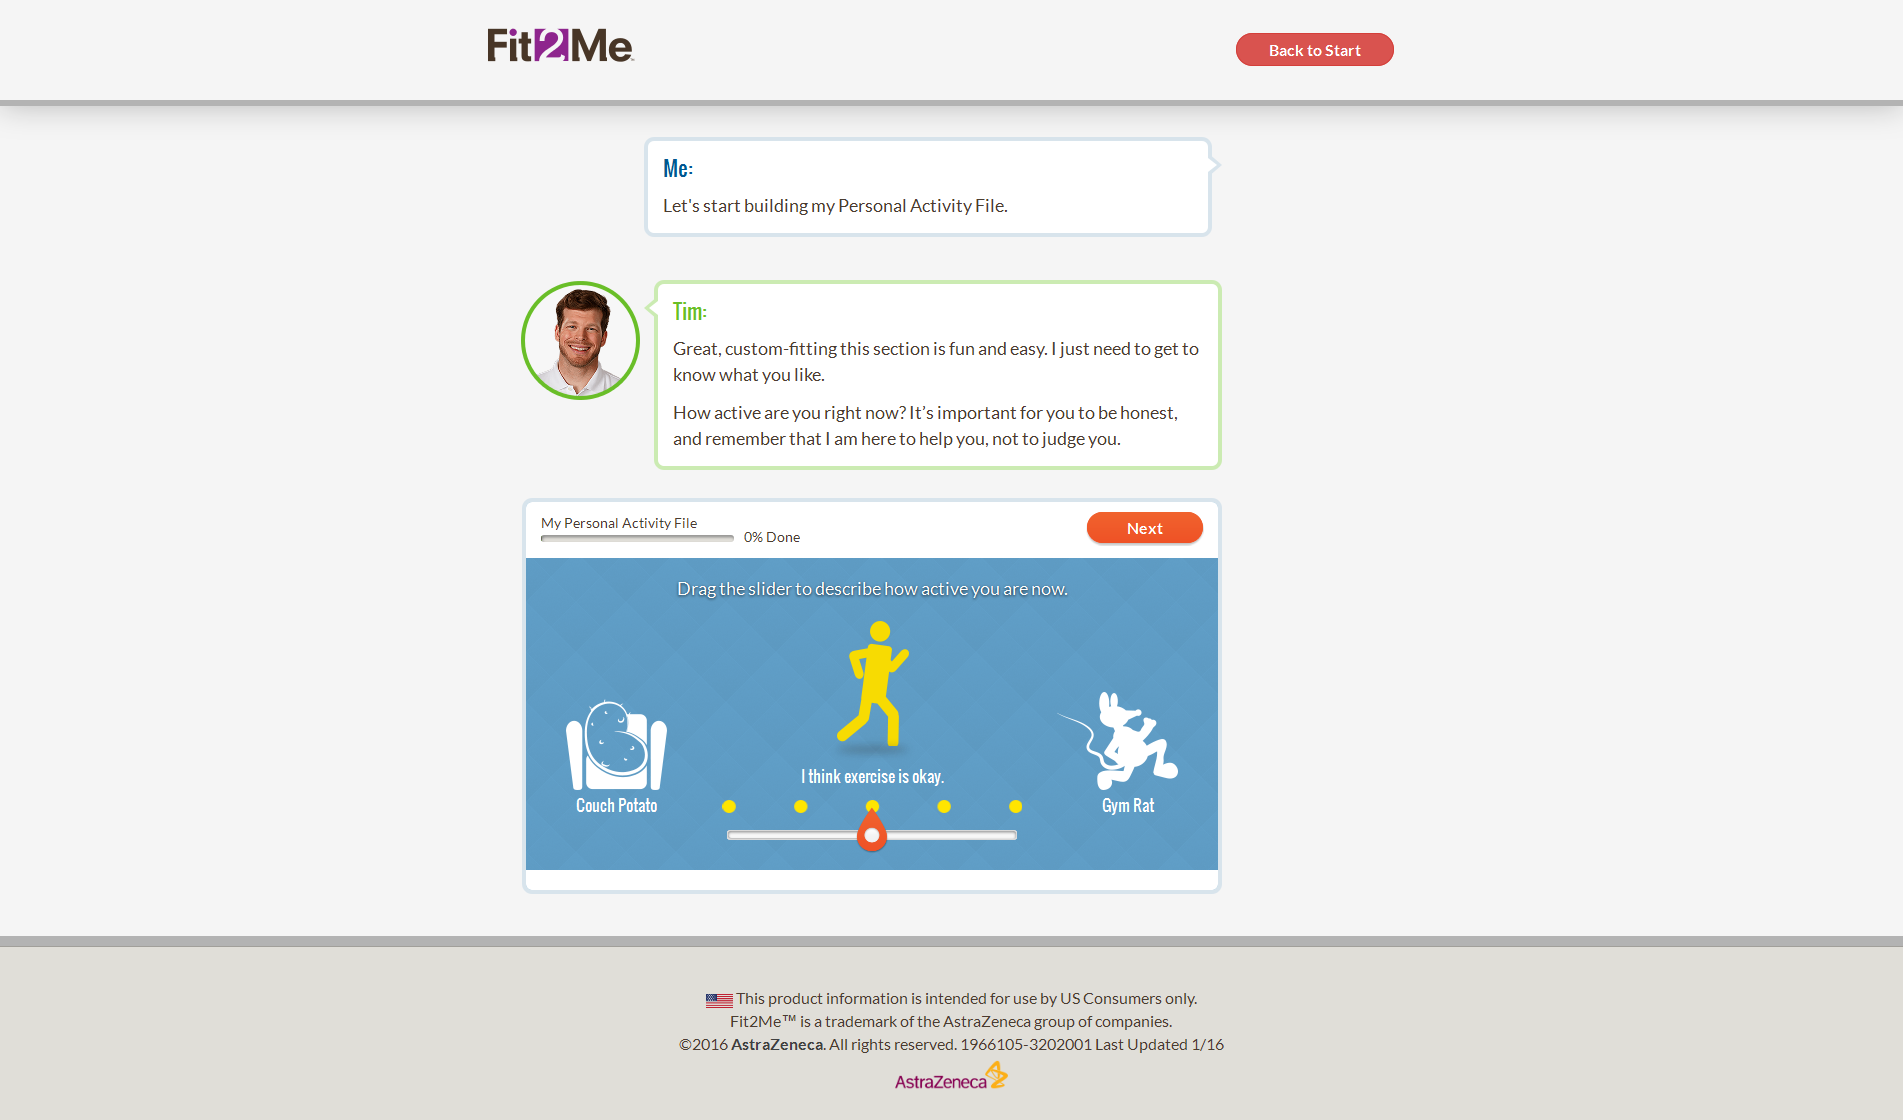 Fit2Me™
Back to Start
Me:
Let's start building my Personal Activity File.
Tim:
Great, custom-fitting this section is fun and easy. I just need to get to
know what you like.
How active are you right now? It’s important for you to be honest,
and remember that I am here to help you, not to judge you.
My Personal Activity File
0% Done
Next
Drag the slider to describe how active you are now.
I think exercise is okay.
Couch Potato
Gym Rat
This product information is intended for use by US Consumers only.
Fit2Me™ is a trademark of the AstraZeneca group of companies.
©2016 AstraZeneca. All rights reserved. 1966105-3202001 Last Updated 1/16
AstraZeneca